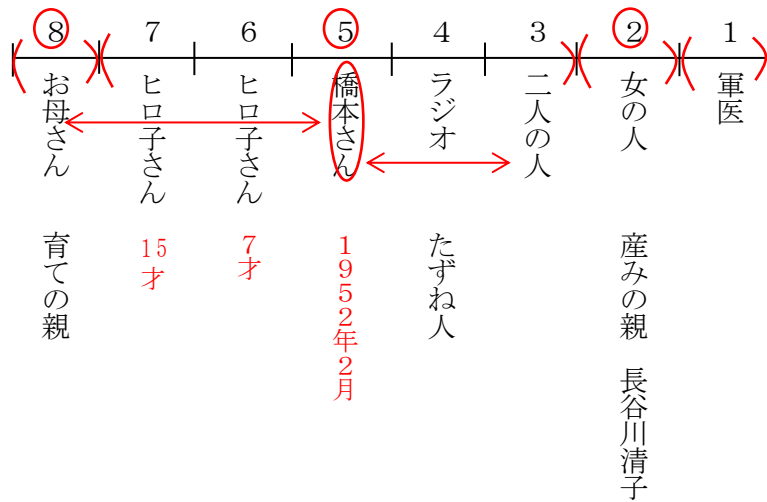 1
軍医
2
女の人
産みの親 長谷川清子
3
二人の人
4
ラジオ
たずね人
5
橋本さん
1952年2月
6
ヒロ子さん
7才
7
ヒロ子さん
15才
8
お母さん
育ての親